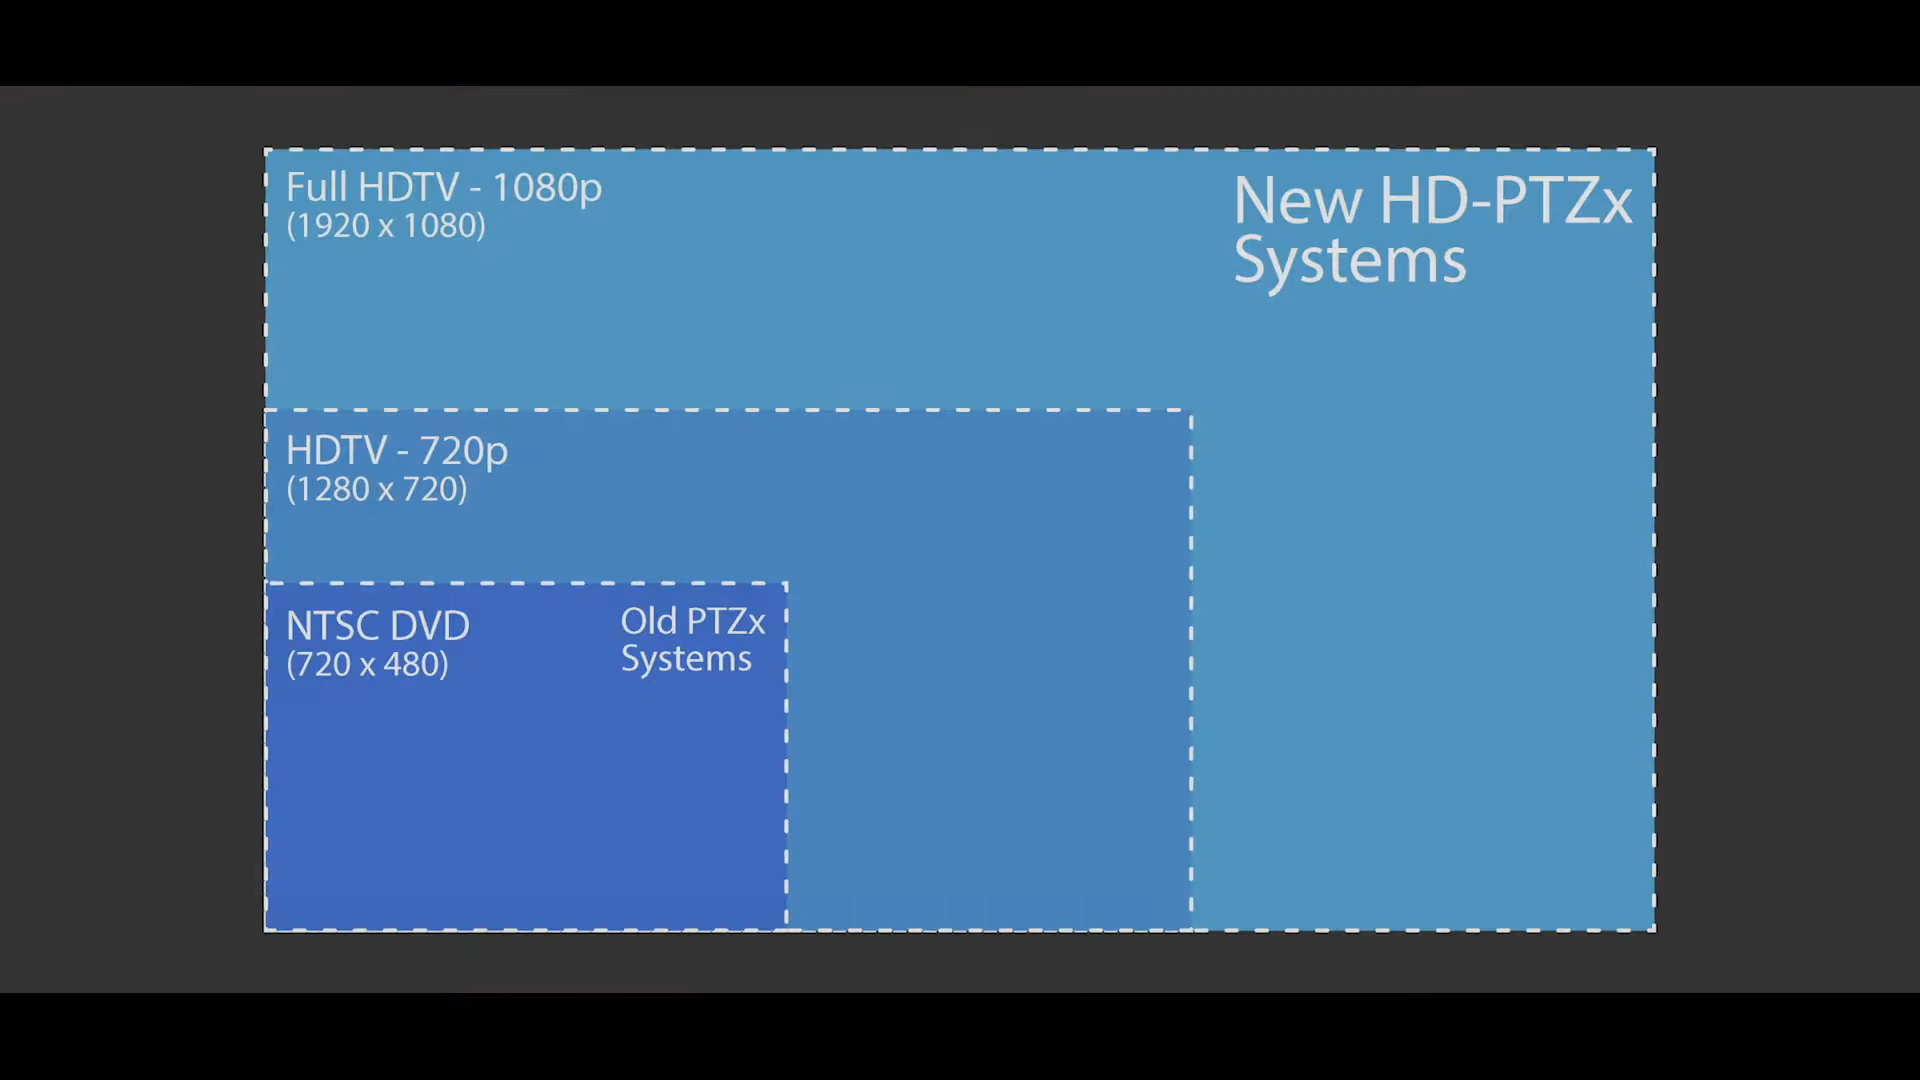 Full HDTV - 1080p
(1920 x 1080)
New HD-PTZx
Systems
HDTV - 720p
(1280 x 720)
NTSC DVD
(720 x 480)
Old PTZx
Systems